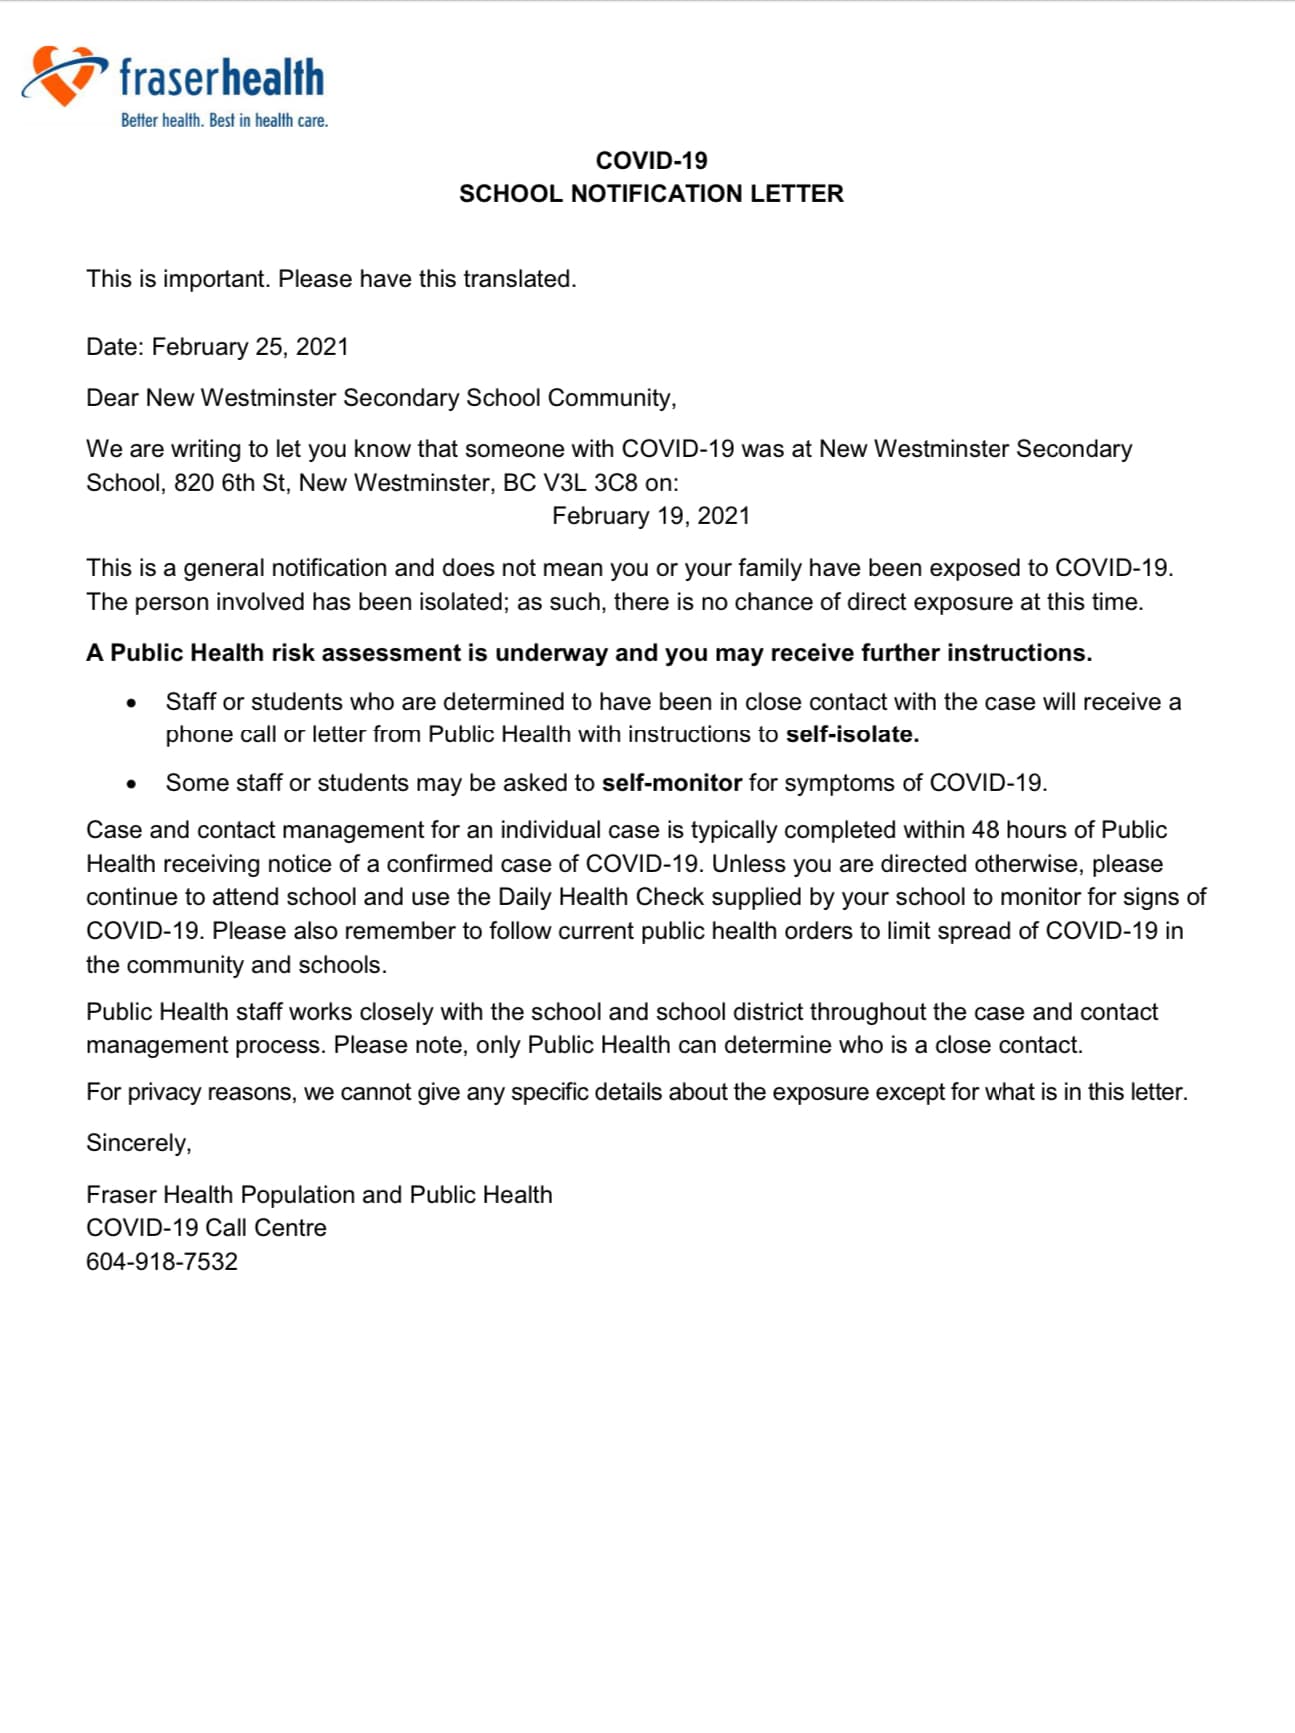 fraserhealth
Better health. Best in health care.
COVID-19
SCHOOL NOTIFICATION LETTER
This is important. Please have this translated.
Date: February 25, 2021
Dear New Westminster Secondary School Community,
We are writing to let you know that someone with COVID-19 was at New Westminster Secondary
School, 820 6th St, New Westminster, BC V3L 3C8 on:
February 19, 2021
This is a general notification and does not mean you or your family have been exposed to COVID-19.
The person involved has been isolated; as such, there is no chance of direct exposure at this time.
A Public Health risk assessment is underway and you may receive further instructions.
• Staff or students who are determined to have been in close contact with the case will receive a
phone call or letter from Public Health with instructions to self-isolate.
• Some staff or students may be asked to self-monitor for symptoms of COVID-19.
Case and contact management for an individual case is typically completed within 48 hours of Public
Health receiving notice of a confirmed case of COVID-19. Unless you are directed otherwise, please
continue to attend school and use the Daily Health Check supplied by your school to monitor for signs of
COVID-19. Please also remember to follow current public health orders to limit spread of COVID-19 in
the community and schools.
Public Health staff works closely with the school and school district throughout the case and contact
management process. Please note, only Public Health can determine who is a close contact.
For privacy reasons, we cannot give any specific details about the exposure except for what is in this letter.
Sincerely,
Fraser Health Population and Public Health
COVID-19 Call Centre
604-918-7532